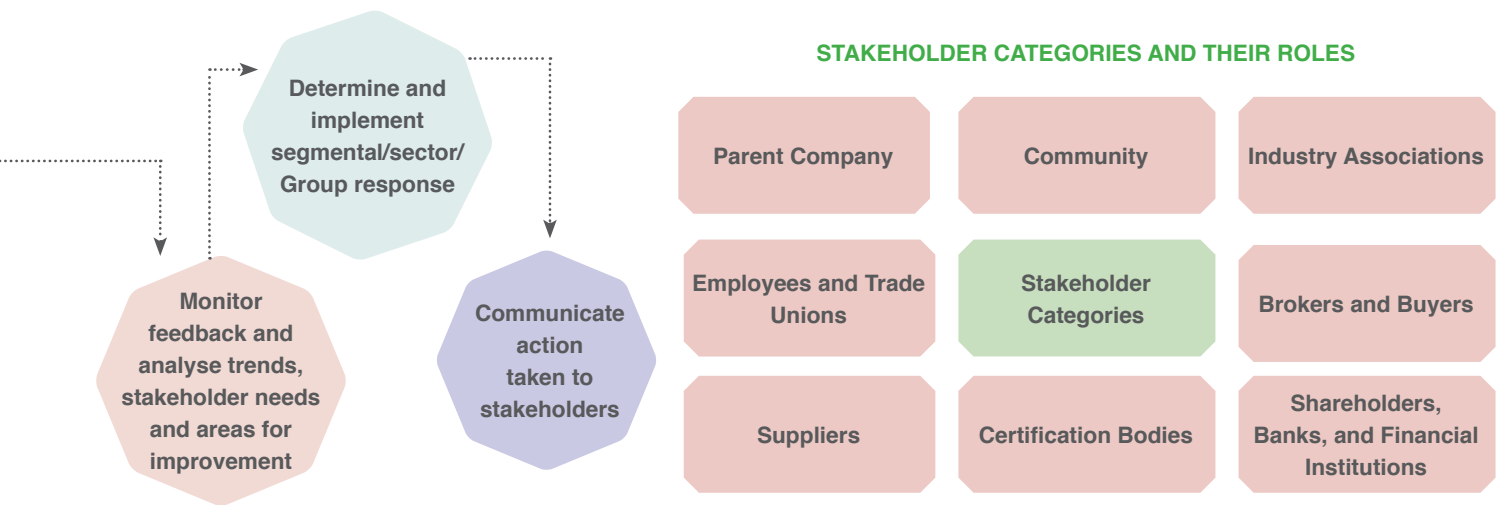 Determine and
implement
segmental/sector/
Group response
Monitor
feedback and
analyse trends,
stakeholder needs
and areas for
improvement
Communicate
action
taken to
stakeholders
STAKEHOLDER CATEGORIES AND THEIR ROLES
Parent Company
Community
Industry Associations
Employees and Trade
Unions
Stakeholder
Categories
Brokers and Buyers
Suppliers
Certification Bodies
Shareholders,
Banks, and Financial
Institutions